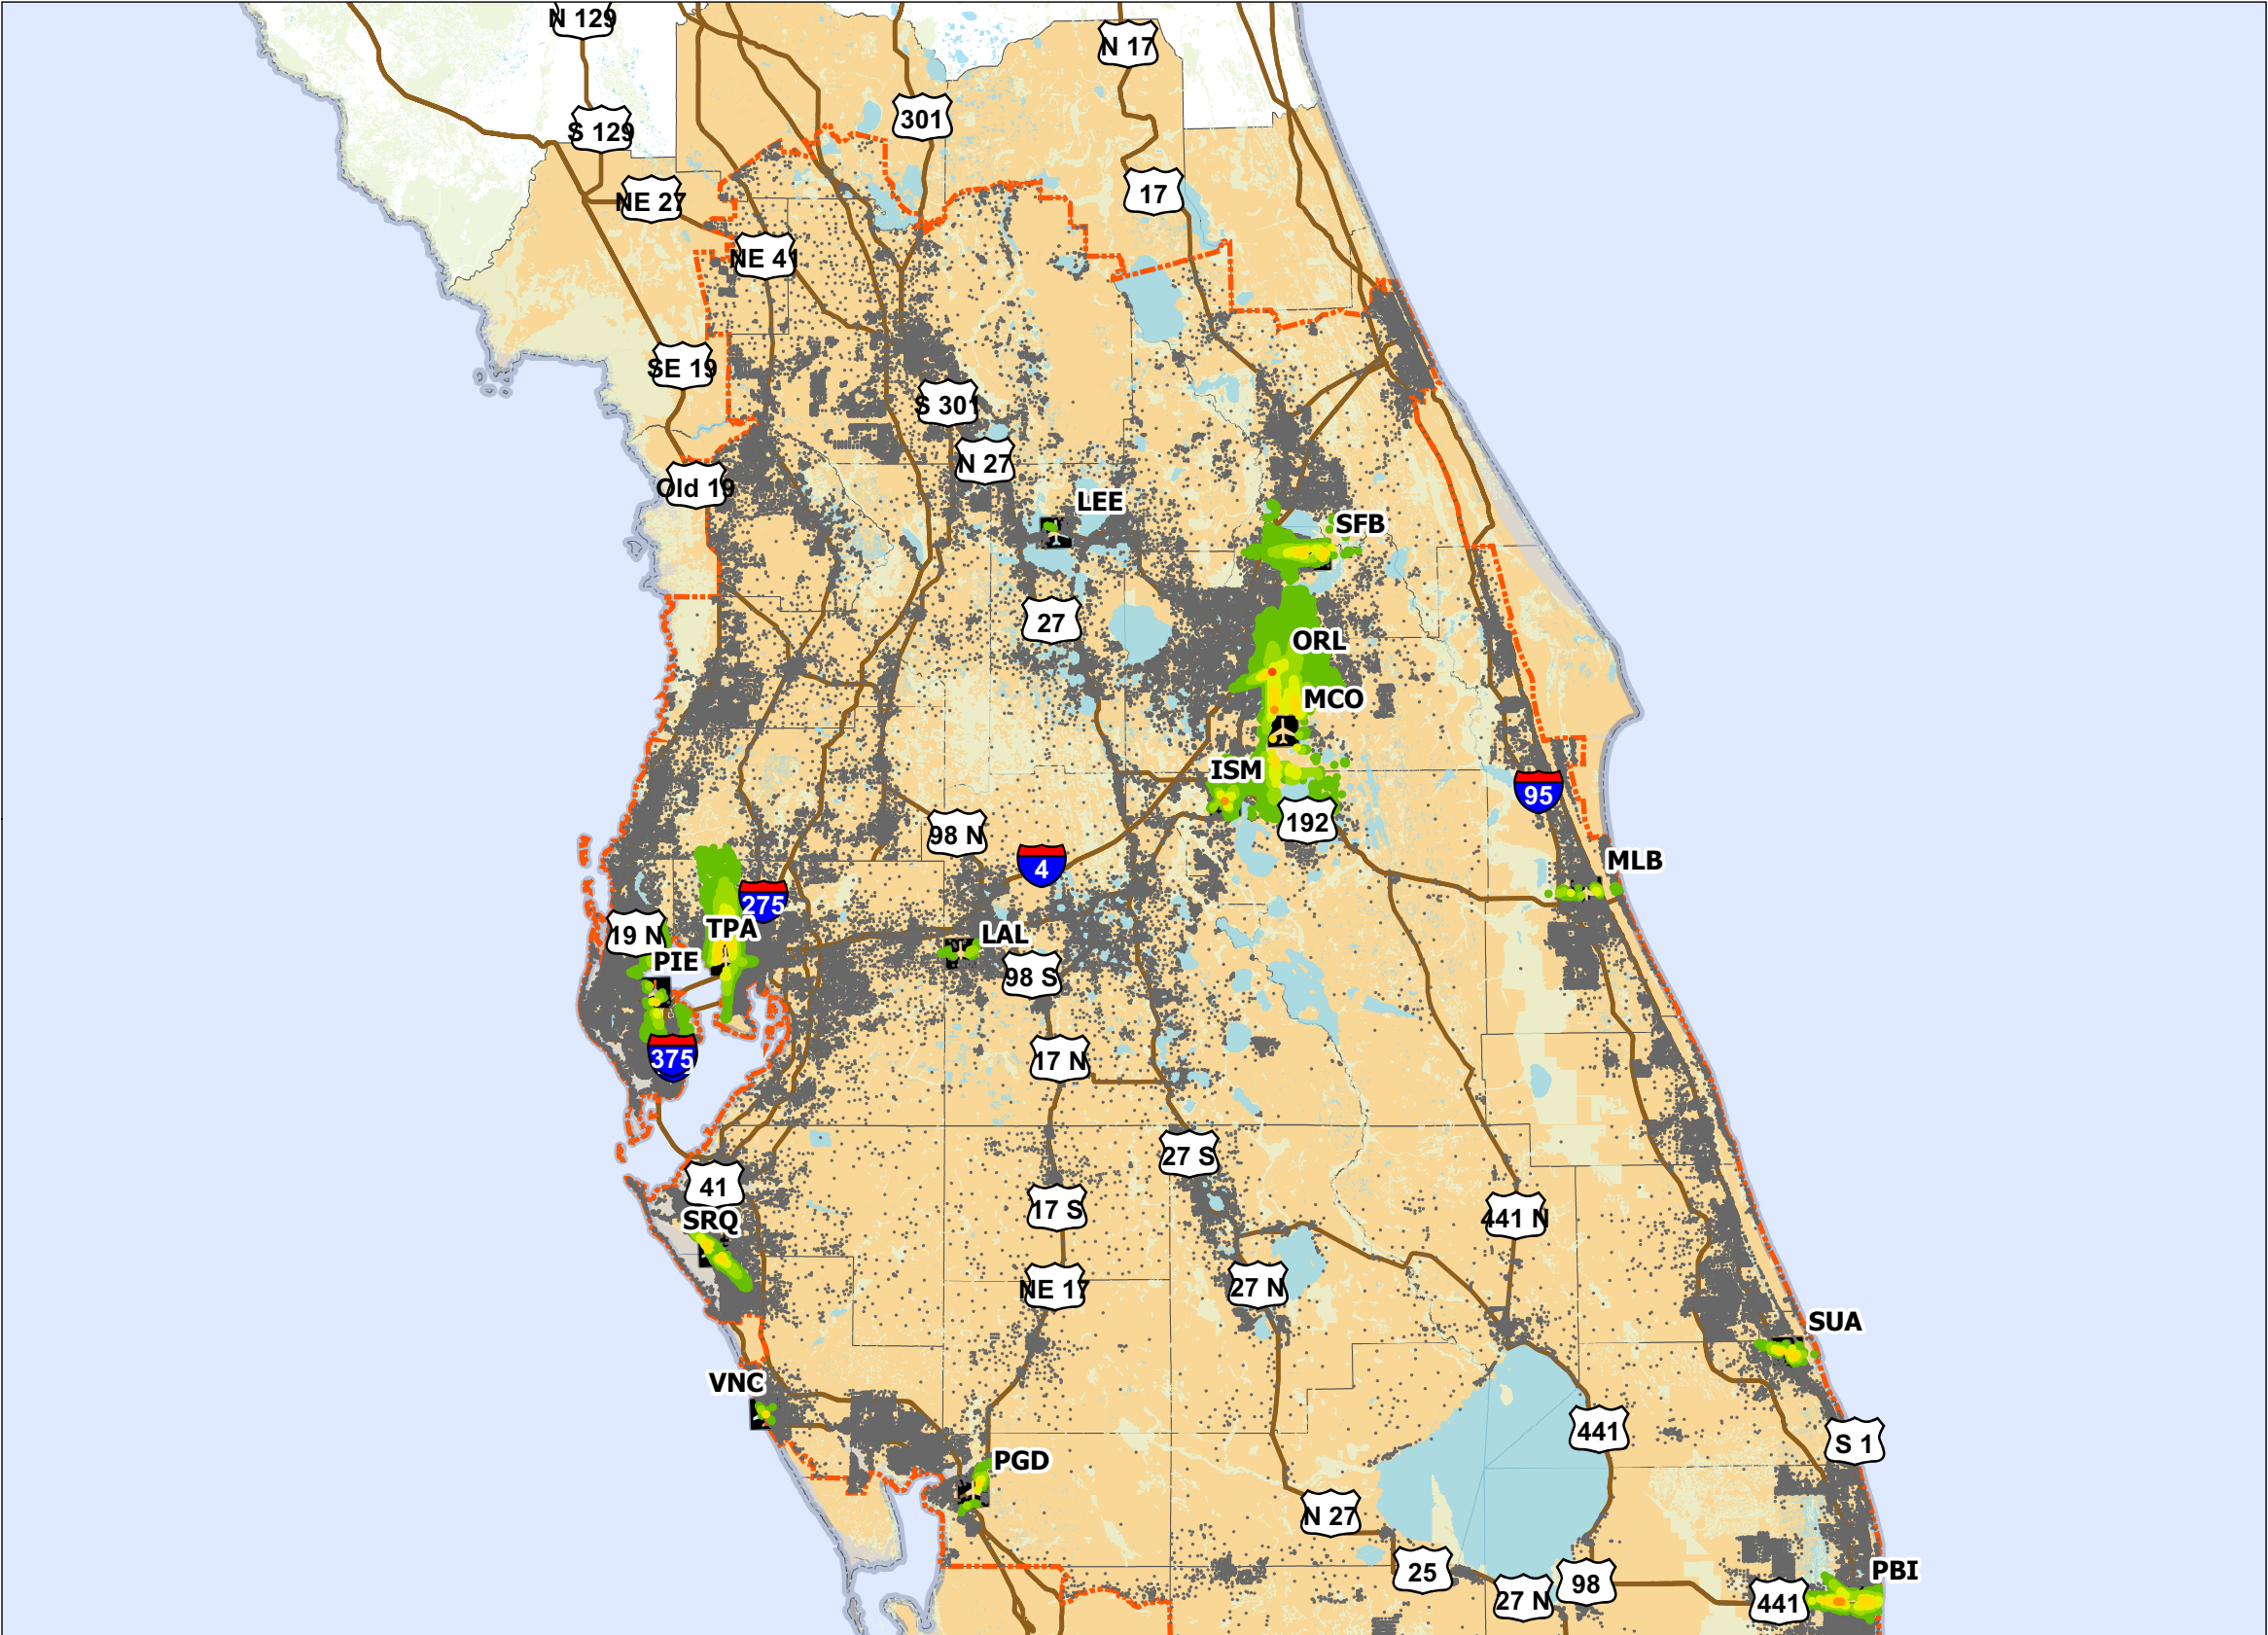 N 129
N 17
301
S 129
17
NE 27
NE 41
SE 19
S 301
N 27
Old 19
LEE
SFB
27
ORL
MCO
ISM
95
192
98 N
4
MLB
275
19 N
TPA
LAL
PIE
98 S
375
17 N
27 S
41
17 S
441 N
SRQ
NE 17
27 N
SUA
VNC
441
S 1
PGD
N 27
25
98
PBI
27 N
441